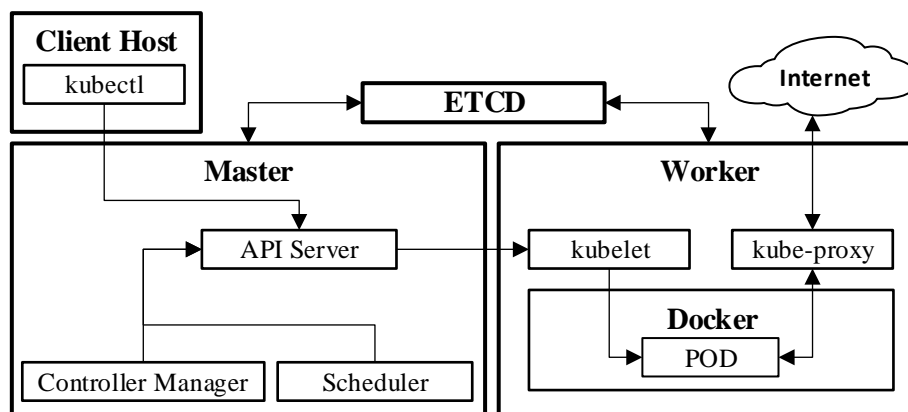 Client Host
kubectl
ETCD
Internet
Master
Worker
API Server
kubelet
kube-proxy
Docker
POD
Controller Manager
Scheduler